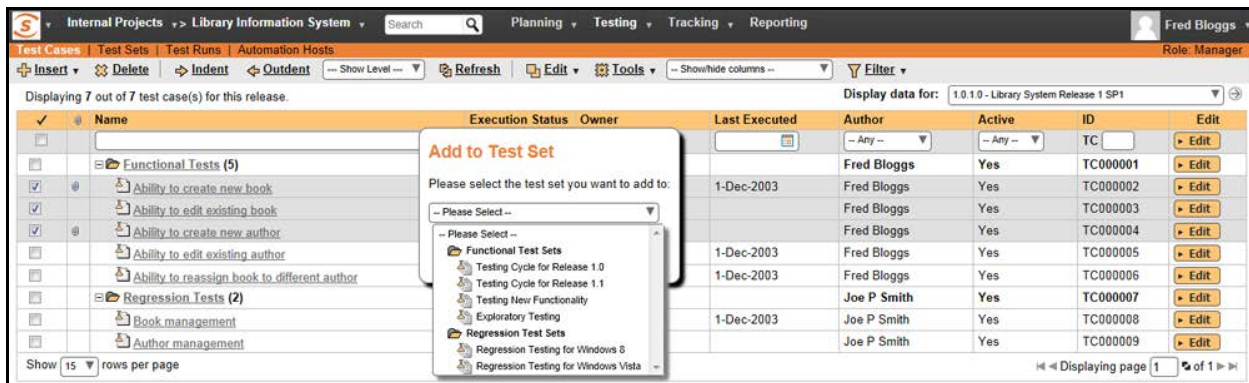 S Internal Projects > Library Information System Search Planning Testing Tracking Reporting Fred Bloggs
Test Cases | Test Sets | Test Runs | Automation Hosts Role: Manager
Insert Delete Indent Outdent --- Show Level --- Refresh Edit Tools -- Show/hide columns -- Filter
Displaying 7 out of 7 test case(s) for this release. Display data for: 1.0.1.0 - Library System Release 1 SP1
Name Execution Status Owner Last Executed Author Active ID Edit
-- Any -- -- Any -- TC Edit
Functional Tests (5) Fred Bloggs Yes TC000001 Edit
Ability to create new book 1-Dec-2003 Fred Bloggs Yes TC000002 Edit
Ability to edit existing book Fred Bloggs Yes TC000003 Edit
Ability to create new author Fred Bloggs Yes TC000004 Edit
Ability to edit existing author 1-Dec-2003 Fred Bloggs Yes TC000005 Edit
Ability to reassign book to different author 1-Dec-2003 Fred Bloggs Yes TC000006 Edit
Regression Tests (2) Joe P Smith Yes TC000007 Edit
Book management 1-Dec-2003 Joe P Smith Yes TC000008 Edit
Author management Joe P Smith Yes TC000009 Edit
Show 15 rows per page Displaying page 1 of 1
Add to Test Set
Please select the test set you want to add to:
-- Please Select --
-- Please Select --
Functional Test Sets
Testing Cycle for Release 1.0
Testing Cycle for Release 1.1
Testing New Functionality
Exploratory Testing
Regression Test Sets
Regression Testing for Windows 8
Regression Testing for Windows Vista